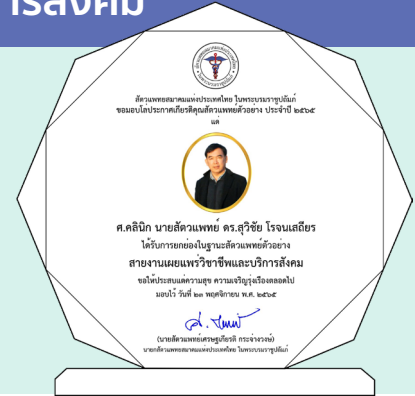 ารสังคม
สัตวแพทยสมาคมแห่งประเทศไทย ในพระบรมราชูปถัมภ์
ขอมอบโล่ประกาศเกียรติคุณสัตวแพทย์ตัวอย่าง ประจำปี ๒๕๖๕
แด่
ศ.คลินิก นายสัตวแพทย์ ดร.สุวิชัย โรจนเสถียร
ได้รับการยกย่องในฐานะสัตวแพทย์ตัวอย่าง
สายงานเผยแพร่วิชาชีพและบริการสังคม
ขอให้ประสบแต่ความสุข ความเจริญรุ่งเรืองตลอดไป
มอบไว้ วันที่ ๒๓ พฤศจิกายน พ.ศ. ๒๕๖๕
(นายสัตวแพทย์เศรษฐเกียรติ กระจ่างวงษ์)
นายกสัตวแพทยสมาคมแห่งประเทศไทย ในพระบรมราชูปถัมภ์